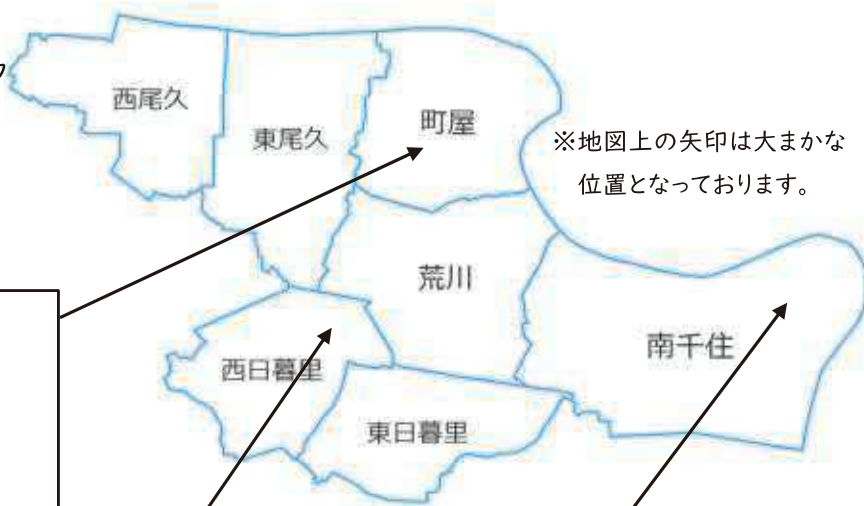 西尾久
東尾久
町屋
※地図上の矢印は大まかな
位置となっております。
荒川
西日暮里
南千住
東日暮里